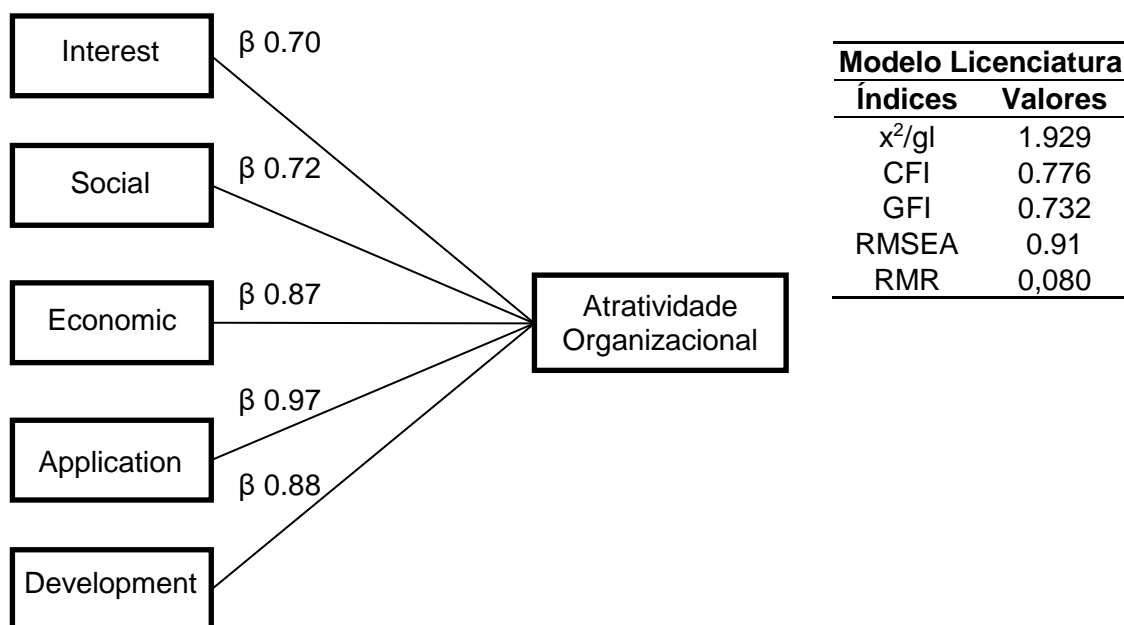 Interest
β 0.70
Social
β 0.72
Economic
β 0.87
Application
β 0.97
Development
β 0.88
Atratividade
Organizacional
Modelo Licenciatura
Índices Valores
x²/gl 1.929
CFI 0.776
GFI 0.732
RMSEA 0.91
RMR 0,080